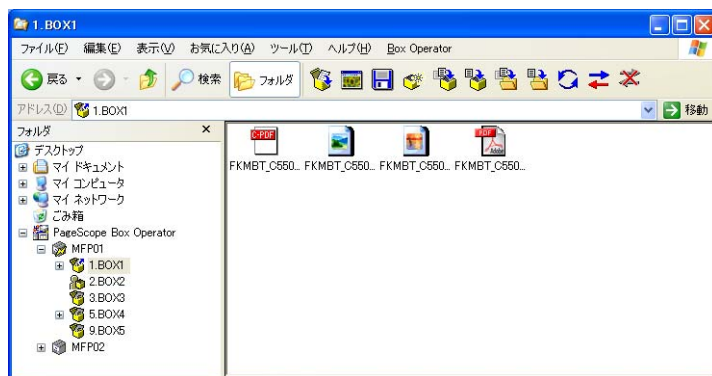 1.BOX1
ファイル(F) 編集(E) 表示(V) お気に入り(A) ツール(T) ヘルプ(H) Box Operator
戻る 検索 フォルダ
アドレス(D) 1.BOX1 移動
フォルダ
デスクトップ
マイ ドキュメント
マイ コンピュータ
マイ ネットワーク
ごみ箱
PageScope Box Operator
MFP01
1.BOX1
2.BOX2
3.BOX3
5.BOX4
9.BOX5
MFP02
C-PDF PDF Adobe
FKMBT_C550... FKMBT_C550... FKMBT_C550... FKMBT_C550...